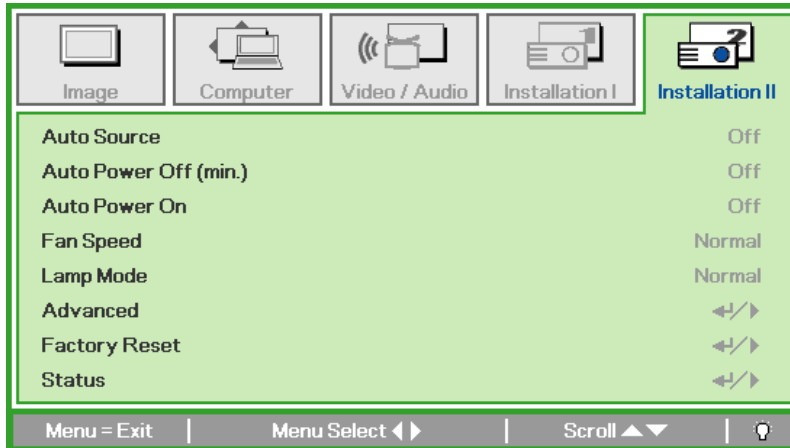 Image Computer Video / Audio Installation I Installation II
Auto Source Off
Auto Power Off (min.) Off
Auto Power On Off
Fan Speed Normal
Lamp Mode Normal
Advanced
Factory Reset
Status
Menu = Exit Menu Select Scroll